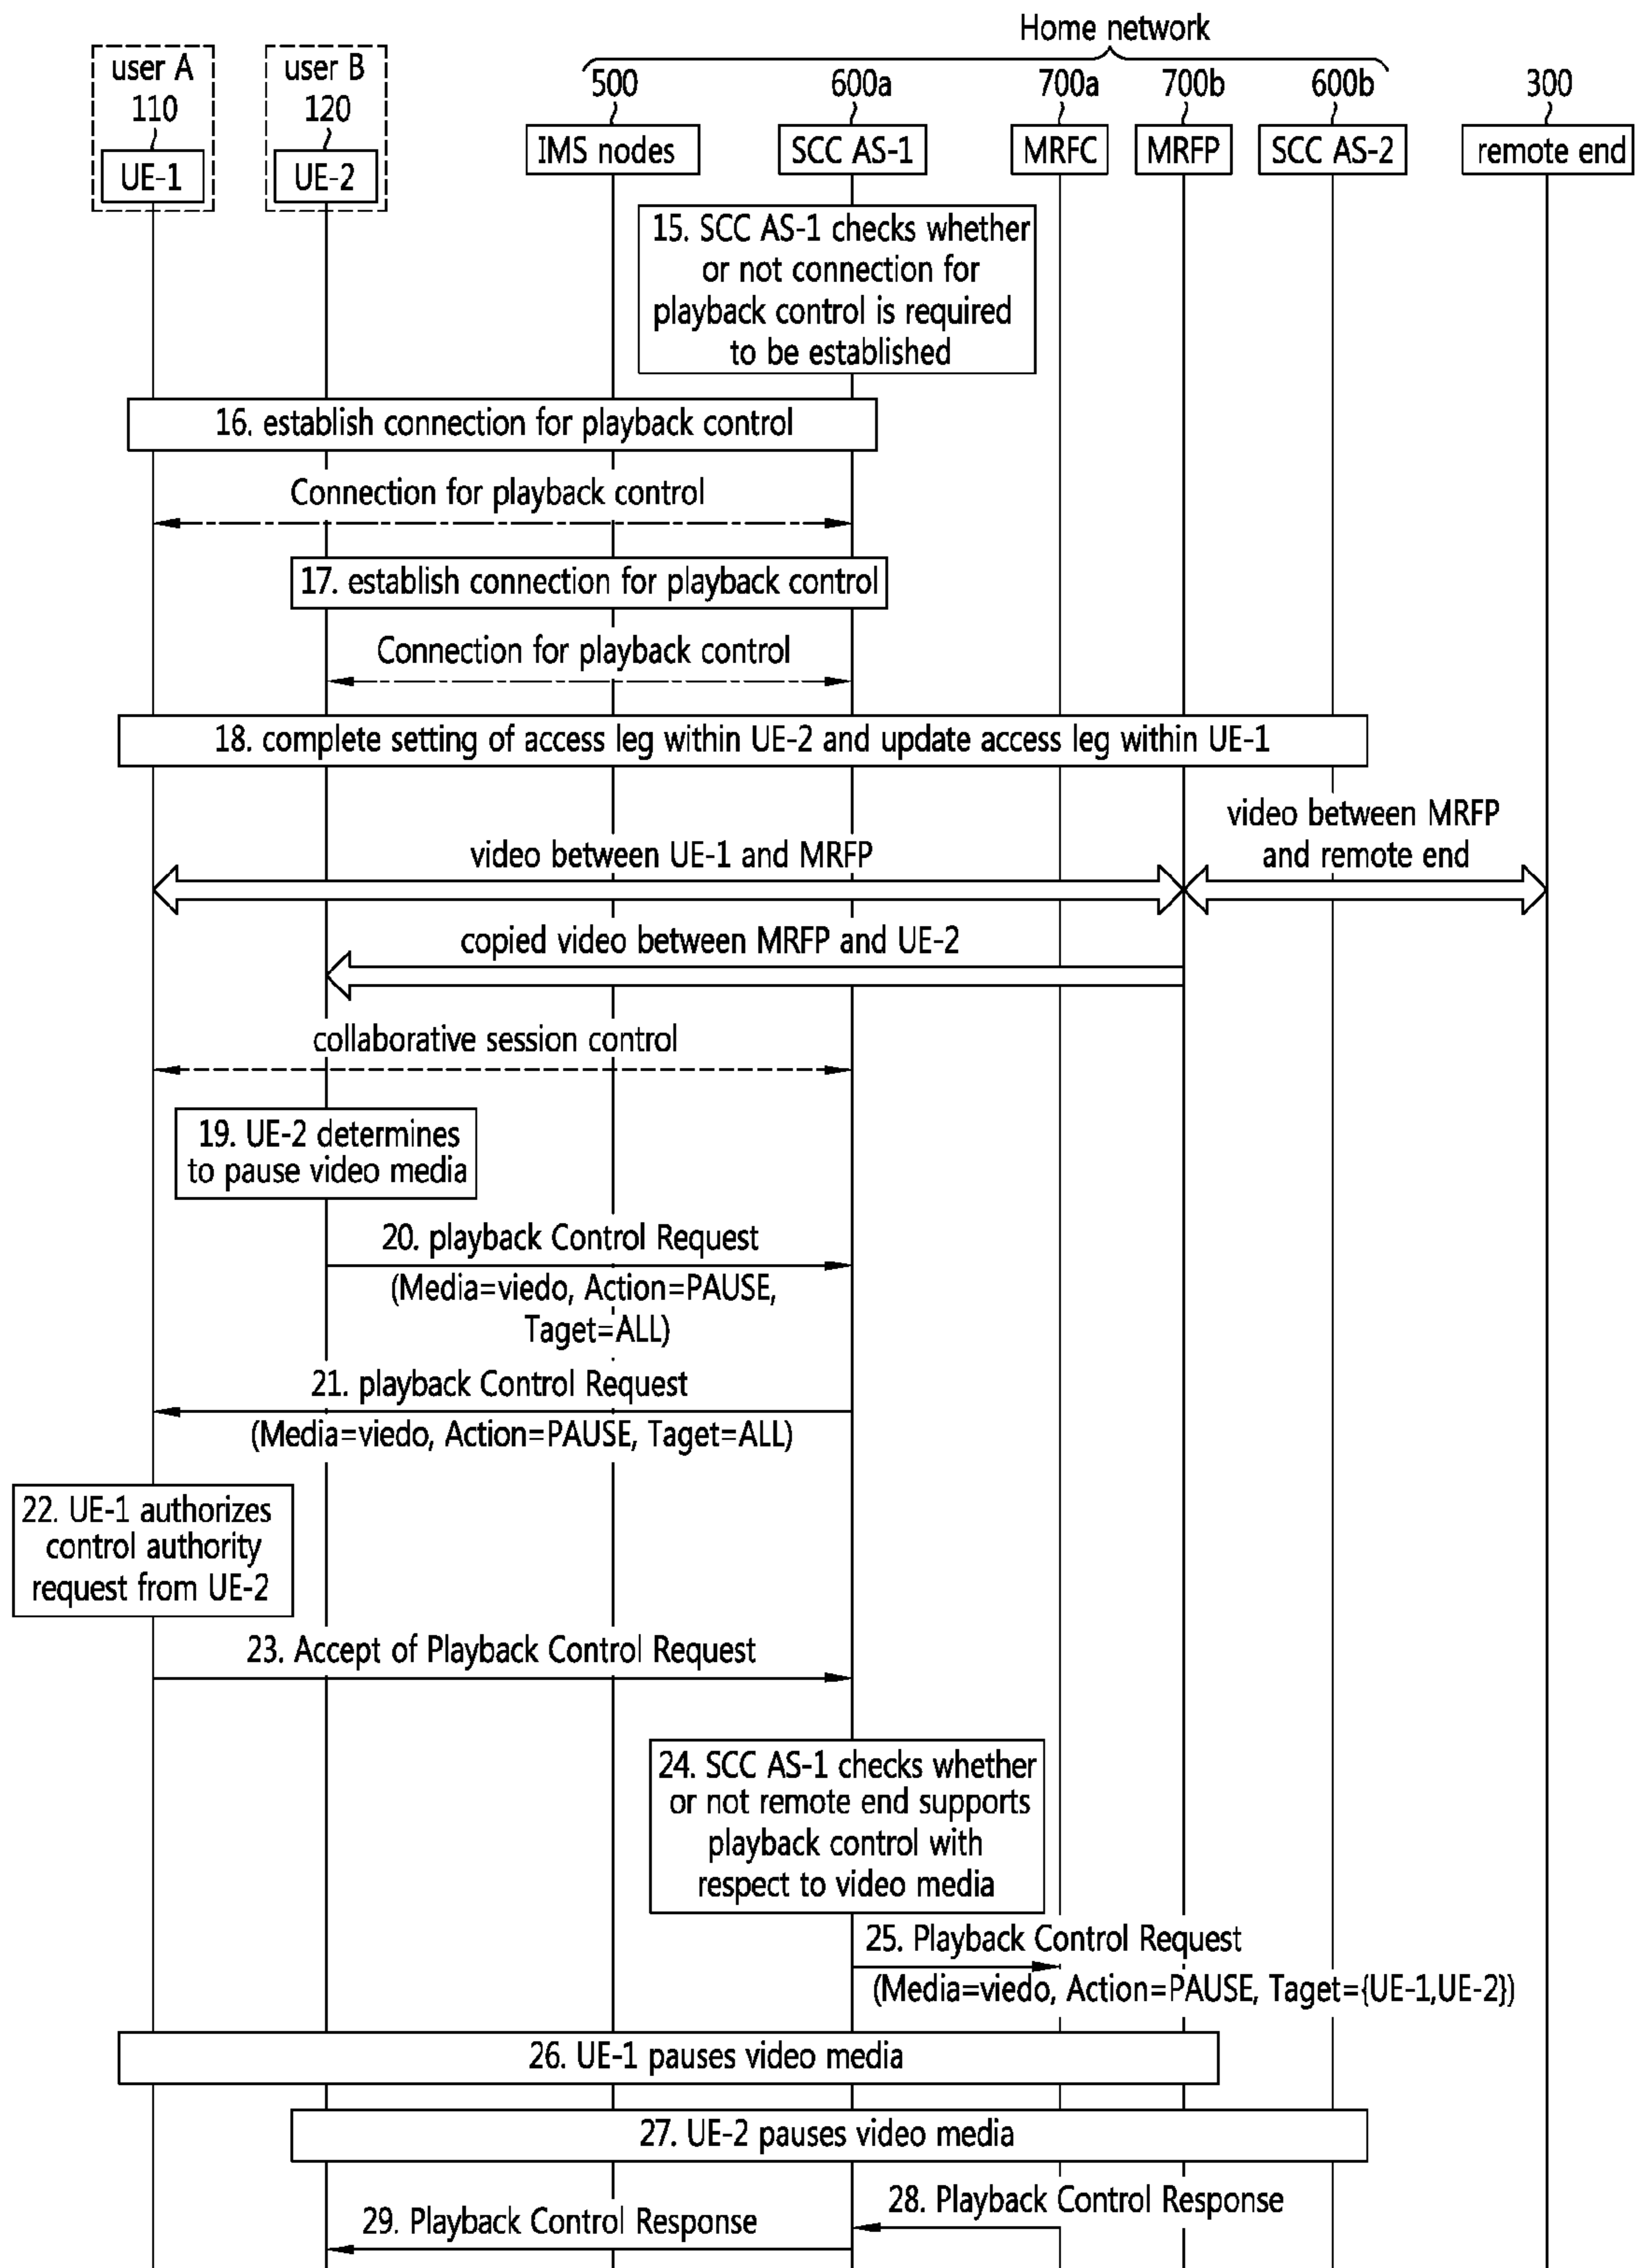 Home network
user A
user B
500
600a
700a
700b
600b
300
110
120
IMS nodes
SCC AS-1
MRFC
MRFP
SCC AS-2
remote end
UE-1
UE-2
15. SCC AS-1 checks whether
or not connection for
playback control is required
to be established
16. establish connection for playback control
Connection for playback control
17. establish connection for playback control
Connection for playback control
18. complete setting of access leg within UE-2 and update access leg within UE-1
video between MRFP
and remote end
video between UE-1 and MRFP
copied video between MRFP and UE-2
collaborative session control
19. UE-2 determines
to pause video media
20. playback Control Request
(Media=viedo, Action=PAUSE,
Taget=ALL)
21. playback Control Request
(Media=viedo, Action=PAUSE, Taget=ALL)
22. UE-1 authorizes
control authority
request from UE-2
23. Accept of Playback Control Request
24. SCC AS-1 checks whether
or not remote end supports
playback control with
respect to video media
25. Playback Control Request
(Media=viedo, Action=PAUSE, Taget={UE-1,UE-2})
26. UE-1 pauses video media
27. UE-2 pauses video media
28. Playback Control Response
29. Playback Control Response